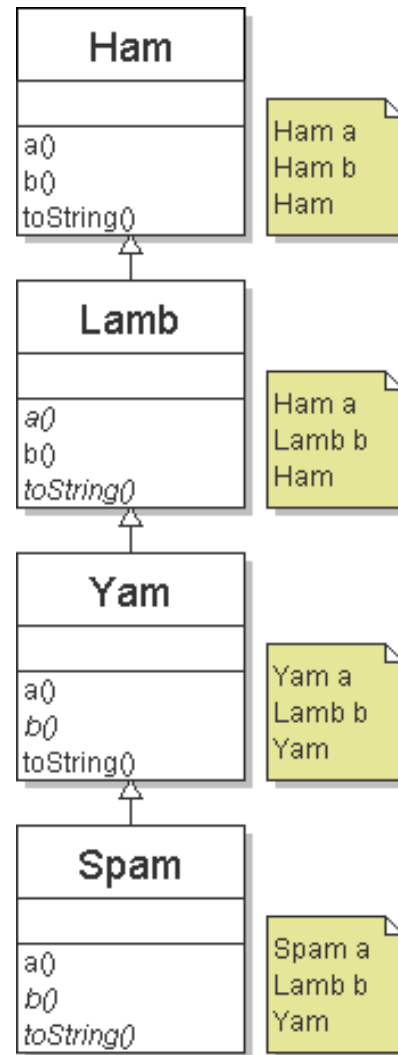 Ham
a()
b()
toString()
Ham a
Ham b
Ham
Lamb
a()
b()
toString()
Ham a
Lamb b
Ham
Yam
a()
b()
toString()
Yam a
Lamb b
Yam
Spam
a()
b()
toString()
Spam a
Lamb b
Yam